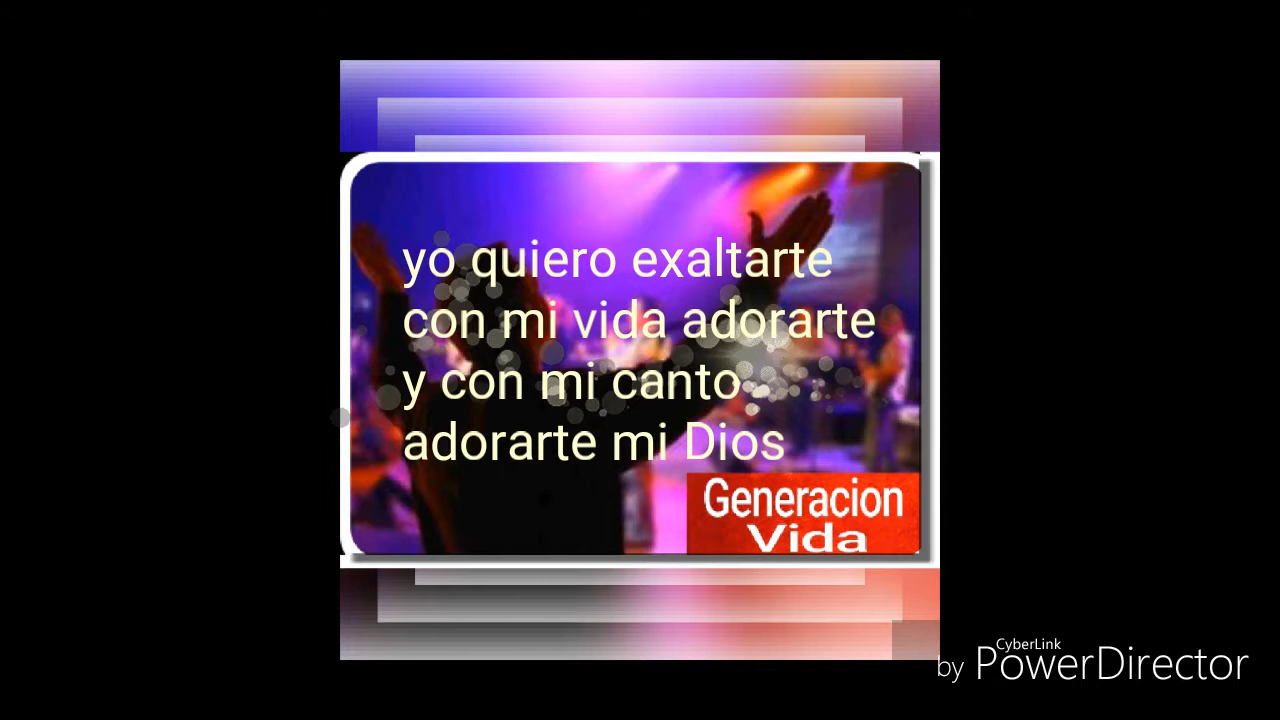 yo quiero exaltarte
con mi vida adorarte
y con mi canto
adorarte mi Dios
Generacion
Vida
CyberLink
by PowerDirector